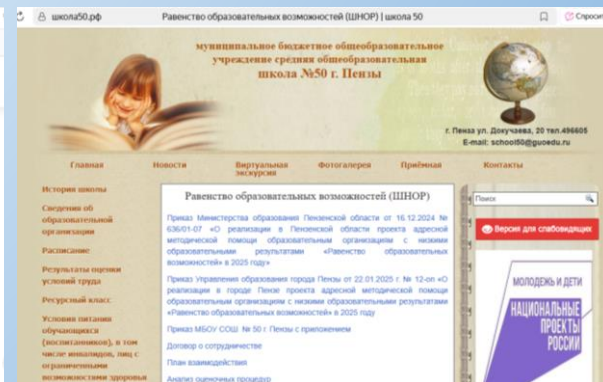 школа50.рф
Равенство образовательных возможностей (ШНОР) | школа 50
Спросит
муниципальное бюджетное общеобразовательное
учреждение средняя общеобразовательная
школа №50 г. Пензы
г. Пенза ул. Докучаева, 20 тел.496605
E-mail: school50@guoedu.ru
Главная
Новости
Виртуальная
экскурсия
Фотогалерея
Приёмная
Контакты
История школы
Сведения об
образовательной
организации
Расписание
Результаты оценки
условий труда
Ресурсный класс
Условия питания
обучающихся
(воспитанников), в том
числе инвалидов, лиц с
ограниченными
возможностями здоровья
Равенство образовательных возможностей (ШНОР)
Приказ Министерства образования Пензенской области от 16.12.2024 №
636/01-07 «О реализации в Пензенской области проекта адресной
методической помощи образовательным организациям с низкими
образовательными результатами «Равенство образовательных
возможностей» в 2025 году»
Приказ Управления образования города Пензы от 22.01.2025 г. № 12-оп «О
реализации в городе Пензе проекта адресной методической помощи
образовательным организациям с низкими образовательными результатами
«Равенство образовательных возможностей» в 2025 году
Приказ МБОУ СОШ № 50 г. Пензы с приложением
Договор о сотрудничестве
План взаимодействия
Анализ оценочных процедур
Поиск
Версия для слабовидящих
МОЛОДЕЖЬ И ДЕТИ
НАЦИОНАЛЬНЫЕ
ПРОЕКТЫ
РОССИИ